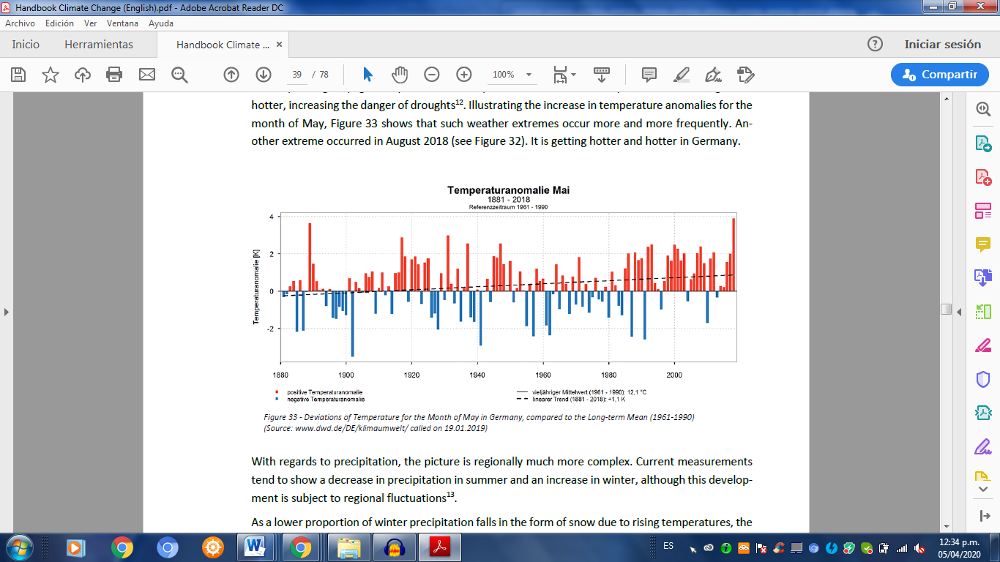 Handbook Climate Change (English).pdf - Adobe Acrobat Reader DC
Archivo Edición Ver Ventana Ayuda
Inicio Herramientas Handbook Climate ... × ? Iniciar sesión
39 / 78 100% Compartir
hotter, increasing the danger of droughts12. Illustrating the increase in temperature anomalies for the
month of May, Figure 33 shows that such weather extremes occur more and more frequently. An-
other extreme occurred in August 2018 (see Figure 32). It is getting hotter and hotter in Germany.
Temperaturanomalie Mai
1881 - 2018
Referenzzeitraum 1961 - 1990
Temperaturanomalie [K]
4
2
0
-2
1880 1900 1920 1940 1960 1980 2000
positive Temperaturanomalie
negative Temperaturanomalie
vieljähriger Mittelwert (1961 - 1990): 12,1 °C
linearer Trend (1881 - 2018): +1,1 K
Figure 33 - Deviations of Temperature for the Month of May in Germany, compared to the Long-term Mean (1961-1990)
(Source: www.dwd.de/DE/klimaumwelt/ called on 19.01.2019)
With regards to precipitation, the picture is regionally much more complex. Current measurements
tend to show a decrease in precipitation in summer and an increase in winter, although this develop-
ment is subject to regional fluctuations13.
As a lower proportion of winter precipitation falls in the form of snow due to rising temperatures, the
ES
12:34 p.m.
05/04/2020